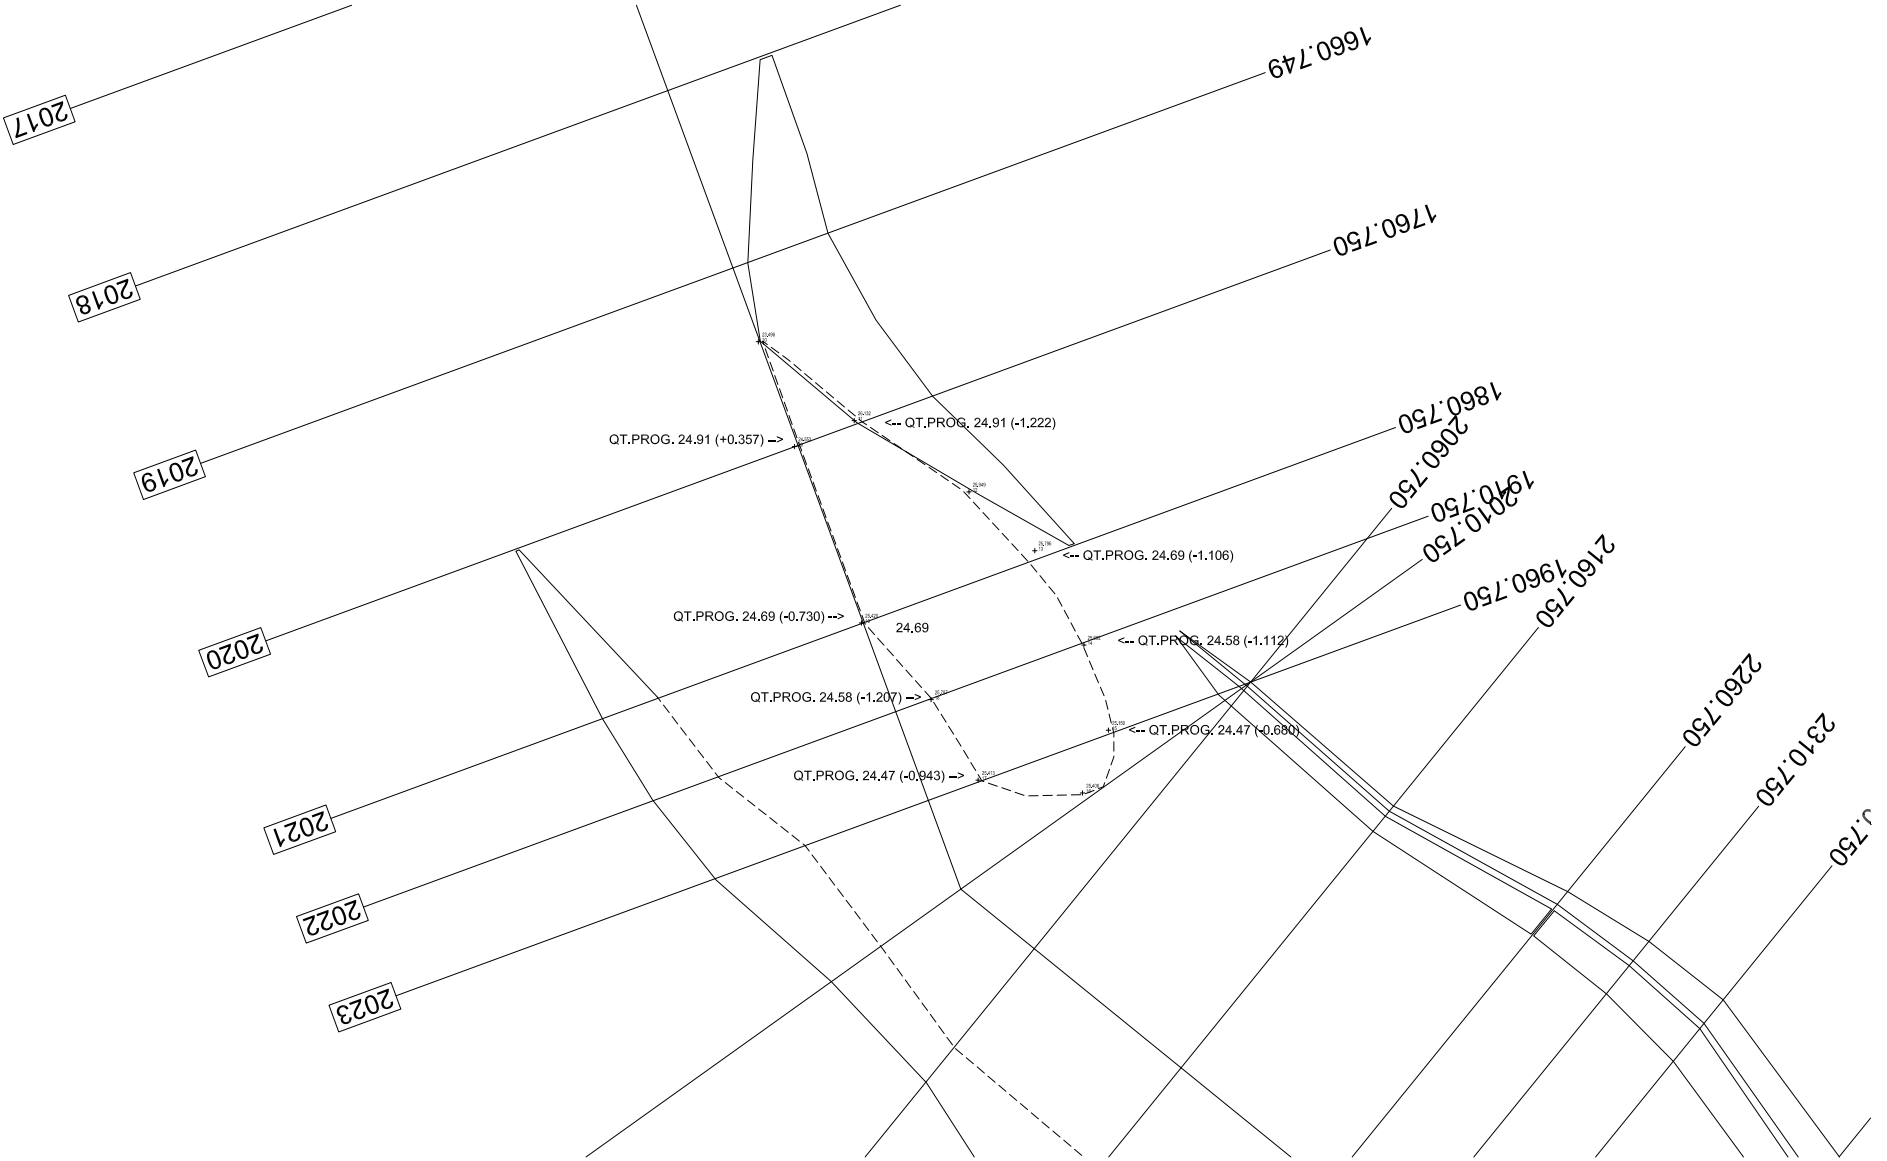 2017
1660.749
2018
1760.750
2019
QT.PROG. 24.91 (+0.357) -->
<-- QT.PROG. 24.91 (-1.222)
1860.750
2060.750
1910.750
2010.750
2160.750
1960.750
<-- QT.PROG. 24.69 (-1.106)
QT.PROG. 24.69 (-0.730) -->
24.69
2020
<-- QT.PROG. 24.58 (-1.112)
QT.PROG. 24.58 (-1.207) -->
<-- QT.PROG. 24.47 (-0.680)
QT.PROG. 24.47 (-0.943) -->
2260.750
2310.750
2021
2022
2023